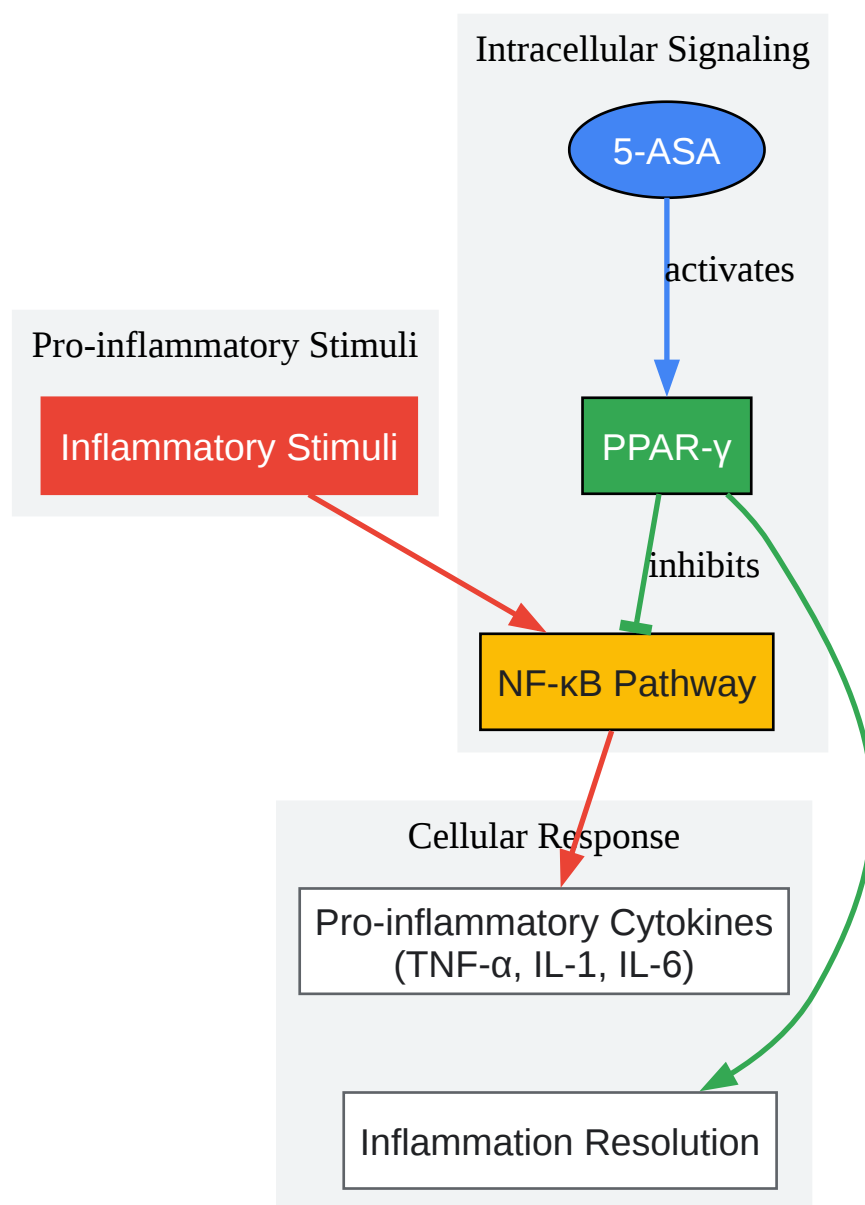 Intracellular Signaling
5-ASA
activates
Pro-inflammatory Stimuli
Inflammatory Stimuli
PPAR-γ
inhibits
NF-κB Pathway
Cellular Response
Pro-inflammatory Cytokines
(TNF-α, IL-1, IL-6)
Inflammation Resolution